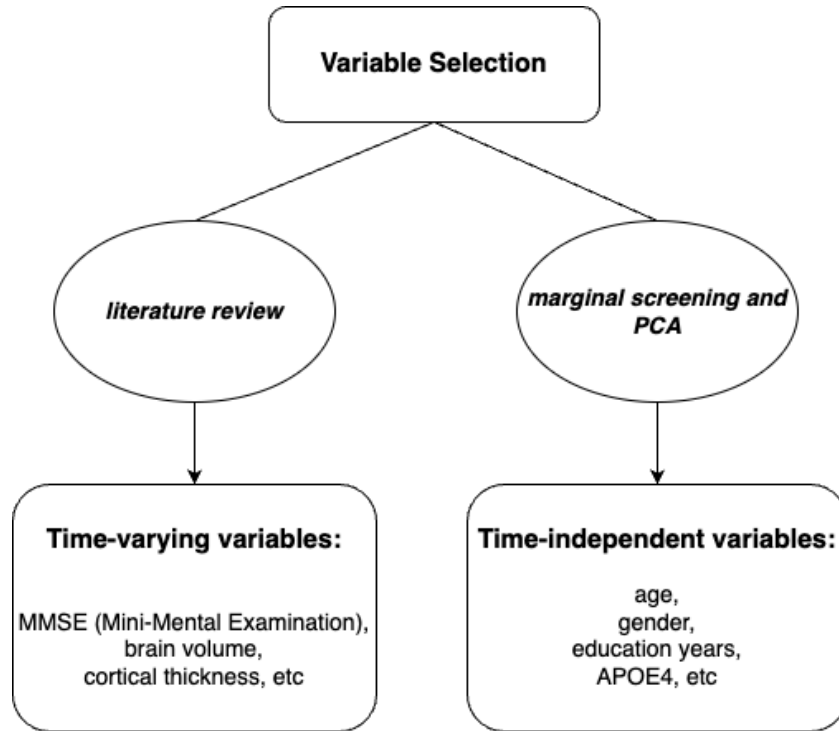 Variable Selection
literature review
marginal screening and
PCA
Time-varying variables:
MMSE (Mini-Mental Examination),
brain volume,
cortical thickness, etc
Time-independent variables:
age,
gender,
education years,
APOE4, etc